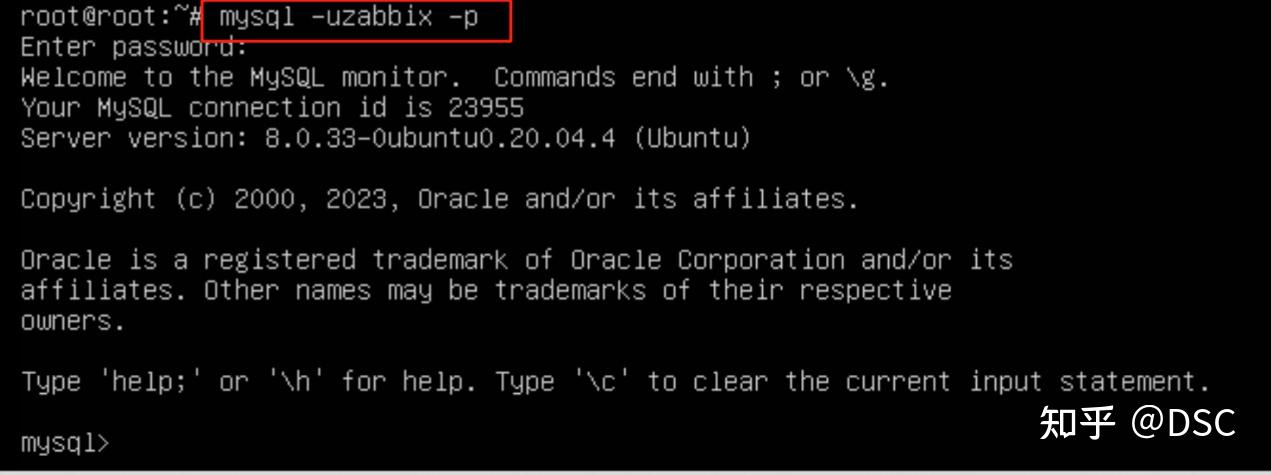 root@root:~# mysql -uzabbix -p
Enter password:
Welcome to the MySQL monitor.  Commands end with ; or \g.
Your MySQL connection id is 23955
Server version: 8.0.33-0ubuntu0.20.04.4 (Ubuntu)

Copyright (c) 2000, 2023, Oracle and/or its affiliates.

Oracle is a registered trademark of Oracle Corporation and/or its
affiliates. Other names may be trademarks of their respective
owners.

Type 'help;' or '\h' for help. Type '\c' to clear the current input statement.

mysql>
知乎 @DSC